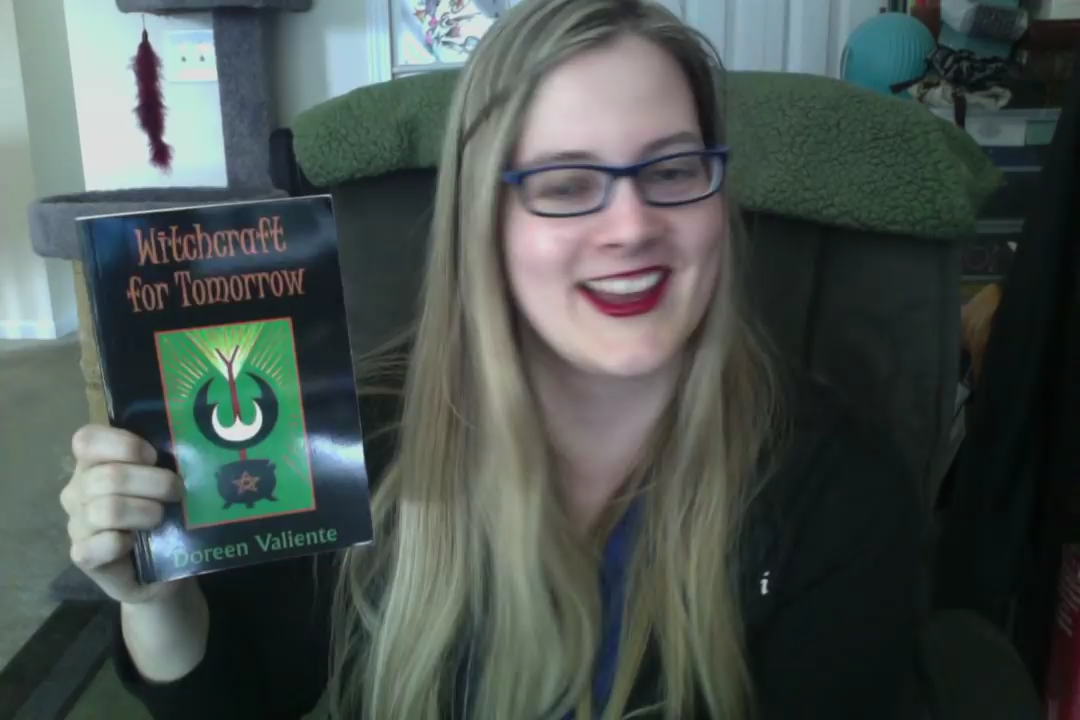 Witchcraft
for Tomorrow
Doreen Valiente
i